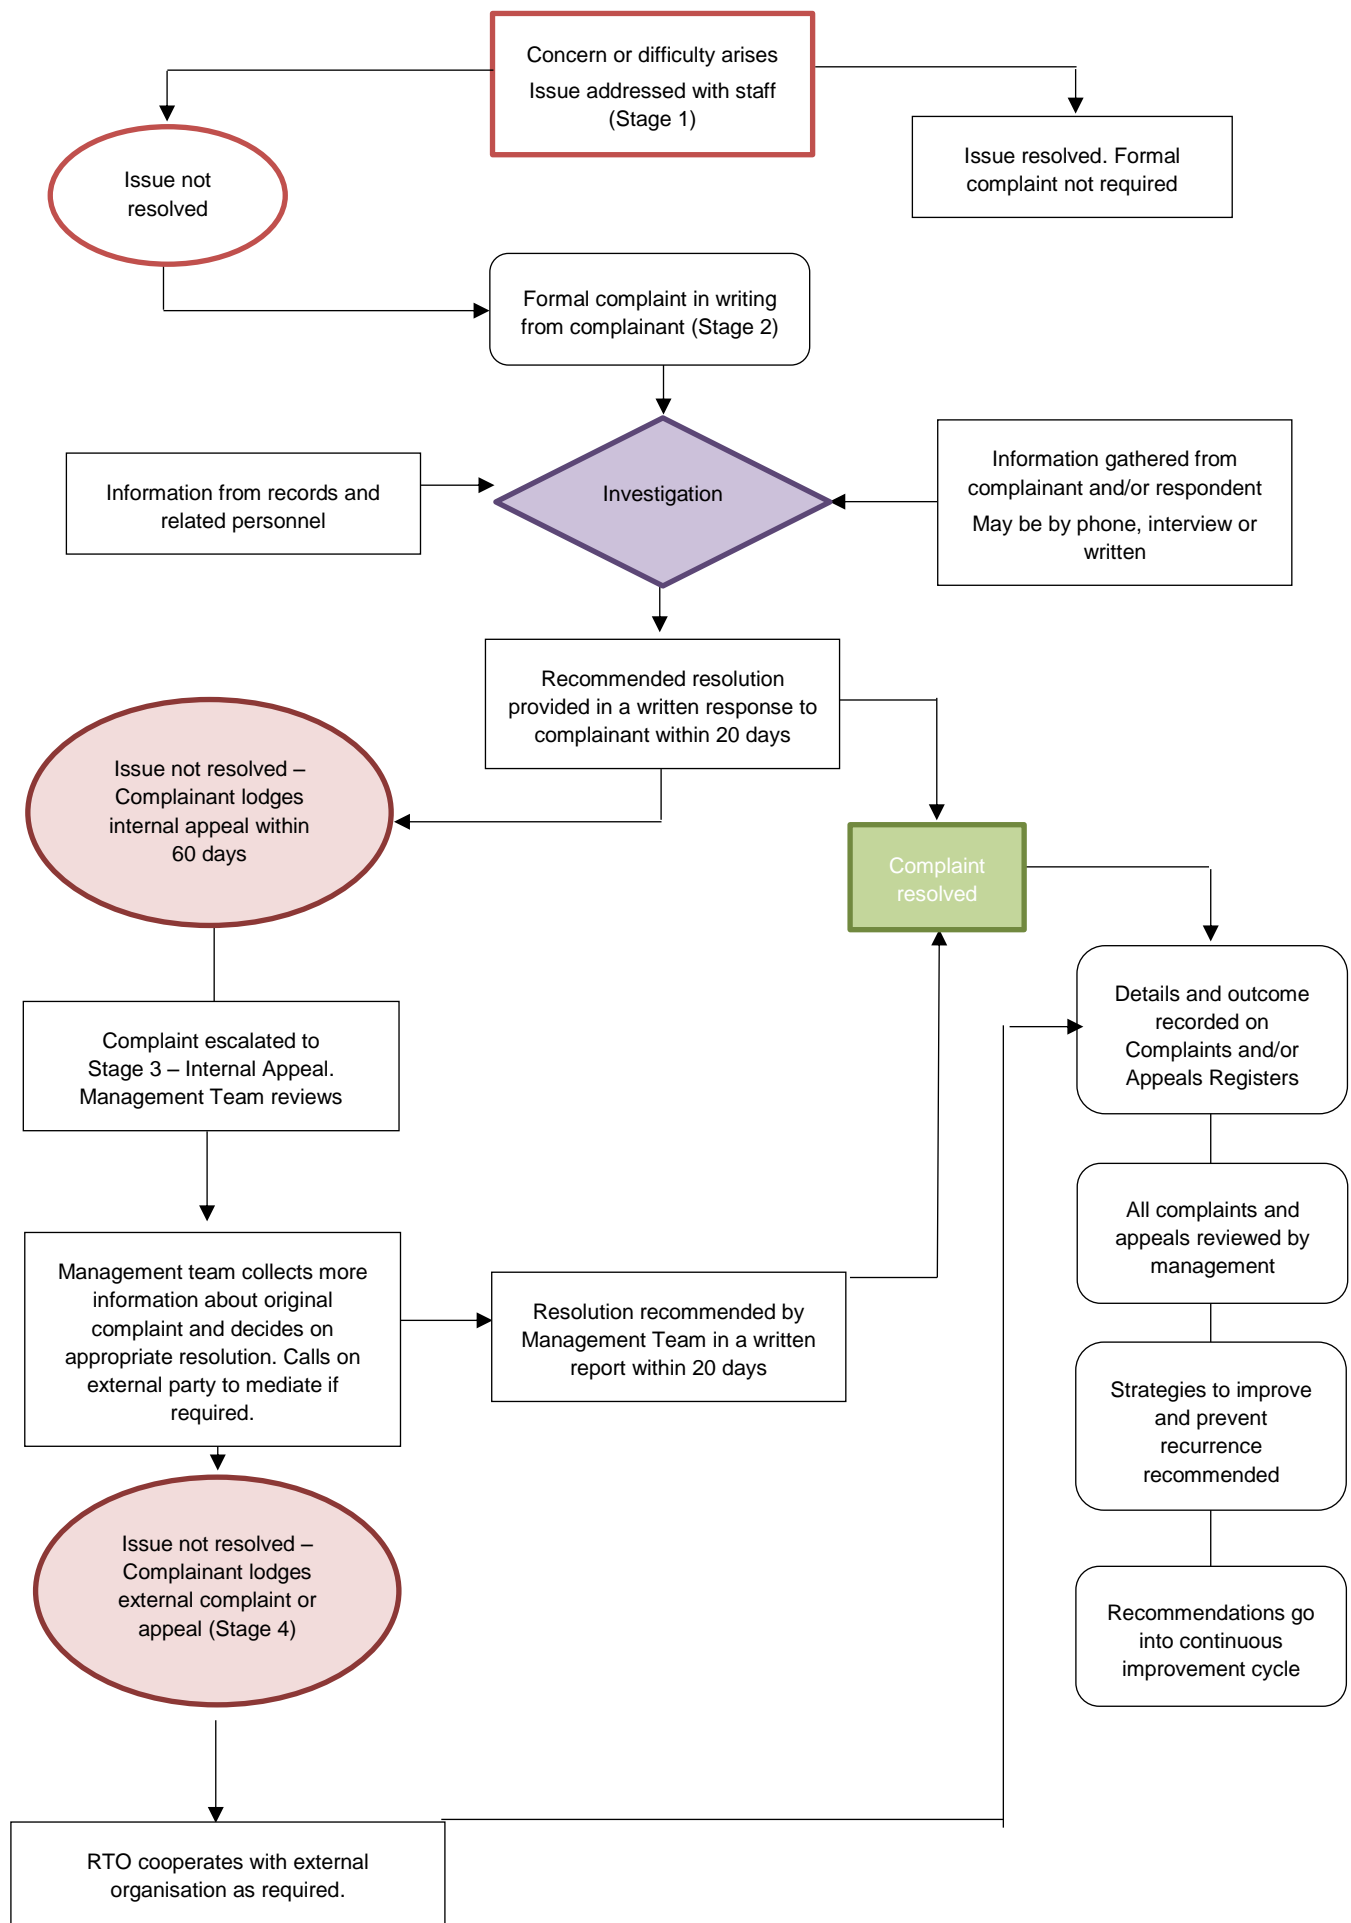 Concern or difficulty arises
Issue addressed with staff
(Stage 1)
Issue not
resolved
Issue resolved. Formal
complaint not required
Formal complaint in writing
from complainant (Stage 2)
Information from records and
related personnel
Investigation
Information gathered from
complainant and/or respondent
May be by phone, interview or
written
Recommended resolution
provided in a written response to
complainant within 20 days
Issue not resolved –
Complainant lodges
internal appeal within
60 days
Complaint
resolved
Complaint escalated to
Stage 3 – Internal Appeal.
Management Team reviews
Details and outcome
recorded on
Complaints and/or
Appeals Registers
All complaints and
appeals reviewed by
management
Management team collects more
information about original
complaint and decides on
appropriate resolution. Calls on
external party to mediate if
required.
Resolution recommended by
Management Team in a written
report within 20 days
Strategies to improve
and prevent
recurrence
recommended
Issue not resolved –
Complainant lodges
external complaint or
appeal (Stage 4)
Recommendations go
into continuous
improvement cycle
RTO cooperates with external
organisation as required.